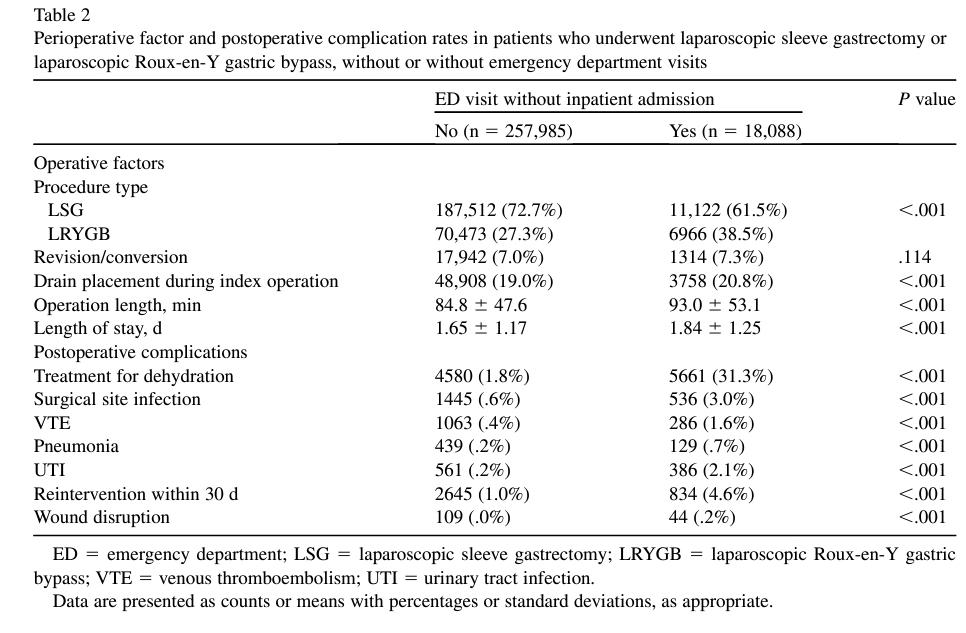 Table 2
Perioperative factor and postoperative complication rates in patients who underwent laparoscopic sleeve gastrectomy or
laparoscopic Roux-en-Y gastric bypass, without or without emergency department visits
ED visit without inpatient admission P value
No (n = 257,985) Yes (n = 18,088)
Operative factors
Procedure type
LSG 187,512 (72.7%) 11,122 (61.5%) <.001
LRYGB 70,473 (27.3%) 6966 (38.5%)
Revision/conversion 17,942 (7.0%) 1314 (7.3%) .114
Drain placement during index operation 48,908 (19.0%) 3758 (20.8%) <.001
Operation length, min 84.8 ± 47.6 93.0 ± 53.1 <.001
Length of stay, d 1.65 ± 1.17 1.84 ± 1.25 <.001
Postoperative complications
Treatment for dehydration 4580 (1.8%) 5661 (31.3%) <.001
Surgical site infection 1445 (.6%) 536 (3.0%) <.001
VTE 1063 (.4%) 286 (1.6%) <.001
Pneumonia 439 (.2%) 129 (.7%) <.001
UTI 561 (.2%) 386 (2.1%) <.001
Reintervention within 30 d 2645 (1.0%) 834 (4.6%) <.001
Wound disruption 109 (.0%) 44 (.2%) <.001
ED = emergency department; LSG = laparoscopic sleeve gastrectomy; LRYGB = laparoscopic Roux-en-Y gastric
bypass; VTE = venous thromboembolism; UTI = urinary tract infection.
Data are presented as counts or means with percentages or standard deviations, as appropriate.